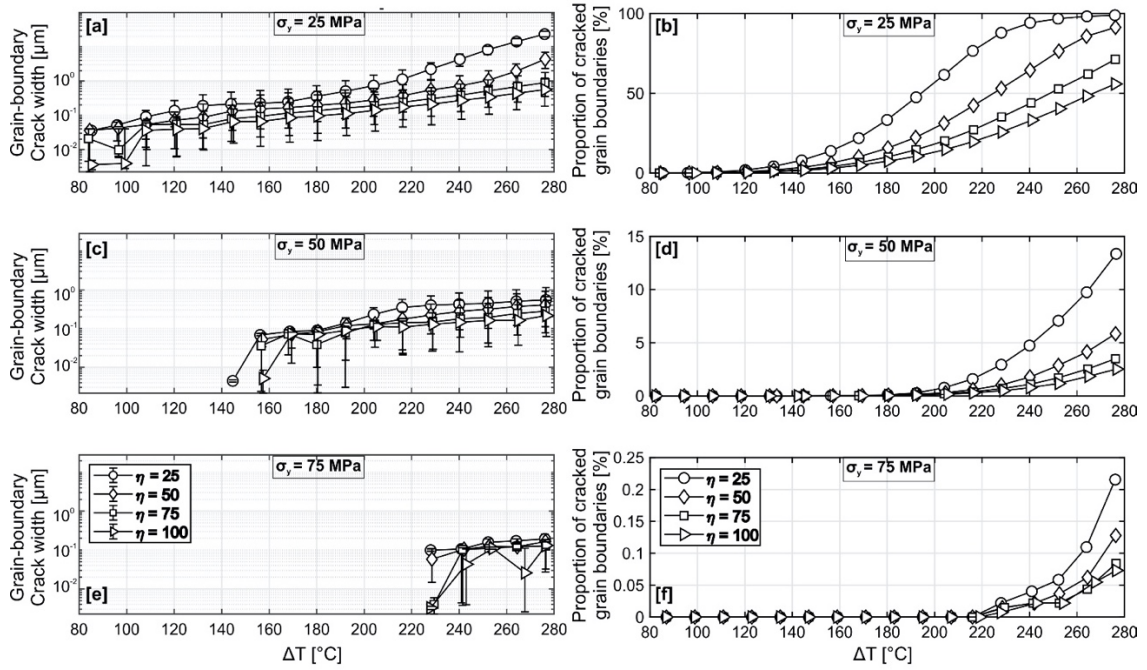 [a]
σy = 25 MPa
Grain-boundary
Crack width [µm]
10^0
10^-1
10^-2
80 100 120 140 160 180 200 220 240 260 280
[b]
σy = 25 MPa
Proportion of cracked
grain boundaries [%]
100
50
0
80 100 120 140 160 180 200 220 240 260 280
[c]
σy = 50 MPa
Grain-boundary
Crack width [µm]
10^0
10^-1
10^-2
80 100 120 140 160 180 200 220 240 260 280
[d]
σy = 50 MPa
Proportion of cracked
grain boundaries [%]
15
10
5
0
80 100 120 140 160 180 200 220 240 260 280
[e]
σy = 75 MPa
η = 25
η = 50
η = 75
η = 100
Grain-boundary
Crack width [µm]
10^0
10^-1
10^-2
80 100 120 140 160 180 200 220 240 260 280
ΔT [°C]
[f]
σy = 75 MPa
η = 25
η = 50
η = 75
η = 100
Proportion of cracked
grain boundaries [%]
0.25
0.2
0.15
0.1
0.05
0
80 100 120 140 160 180 200 220 240 260 280
ΔT [°C]